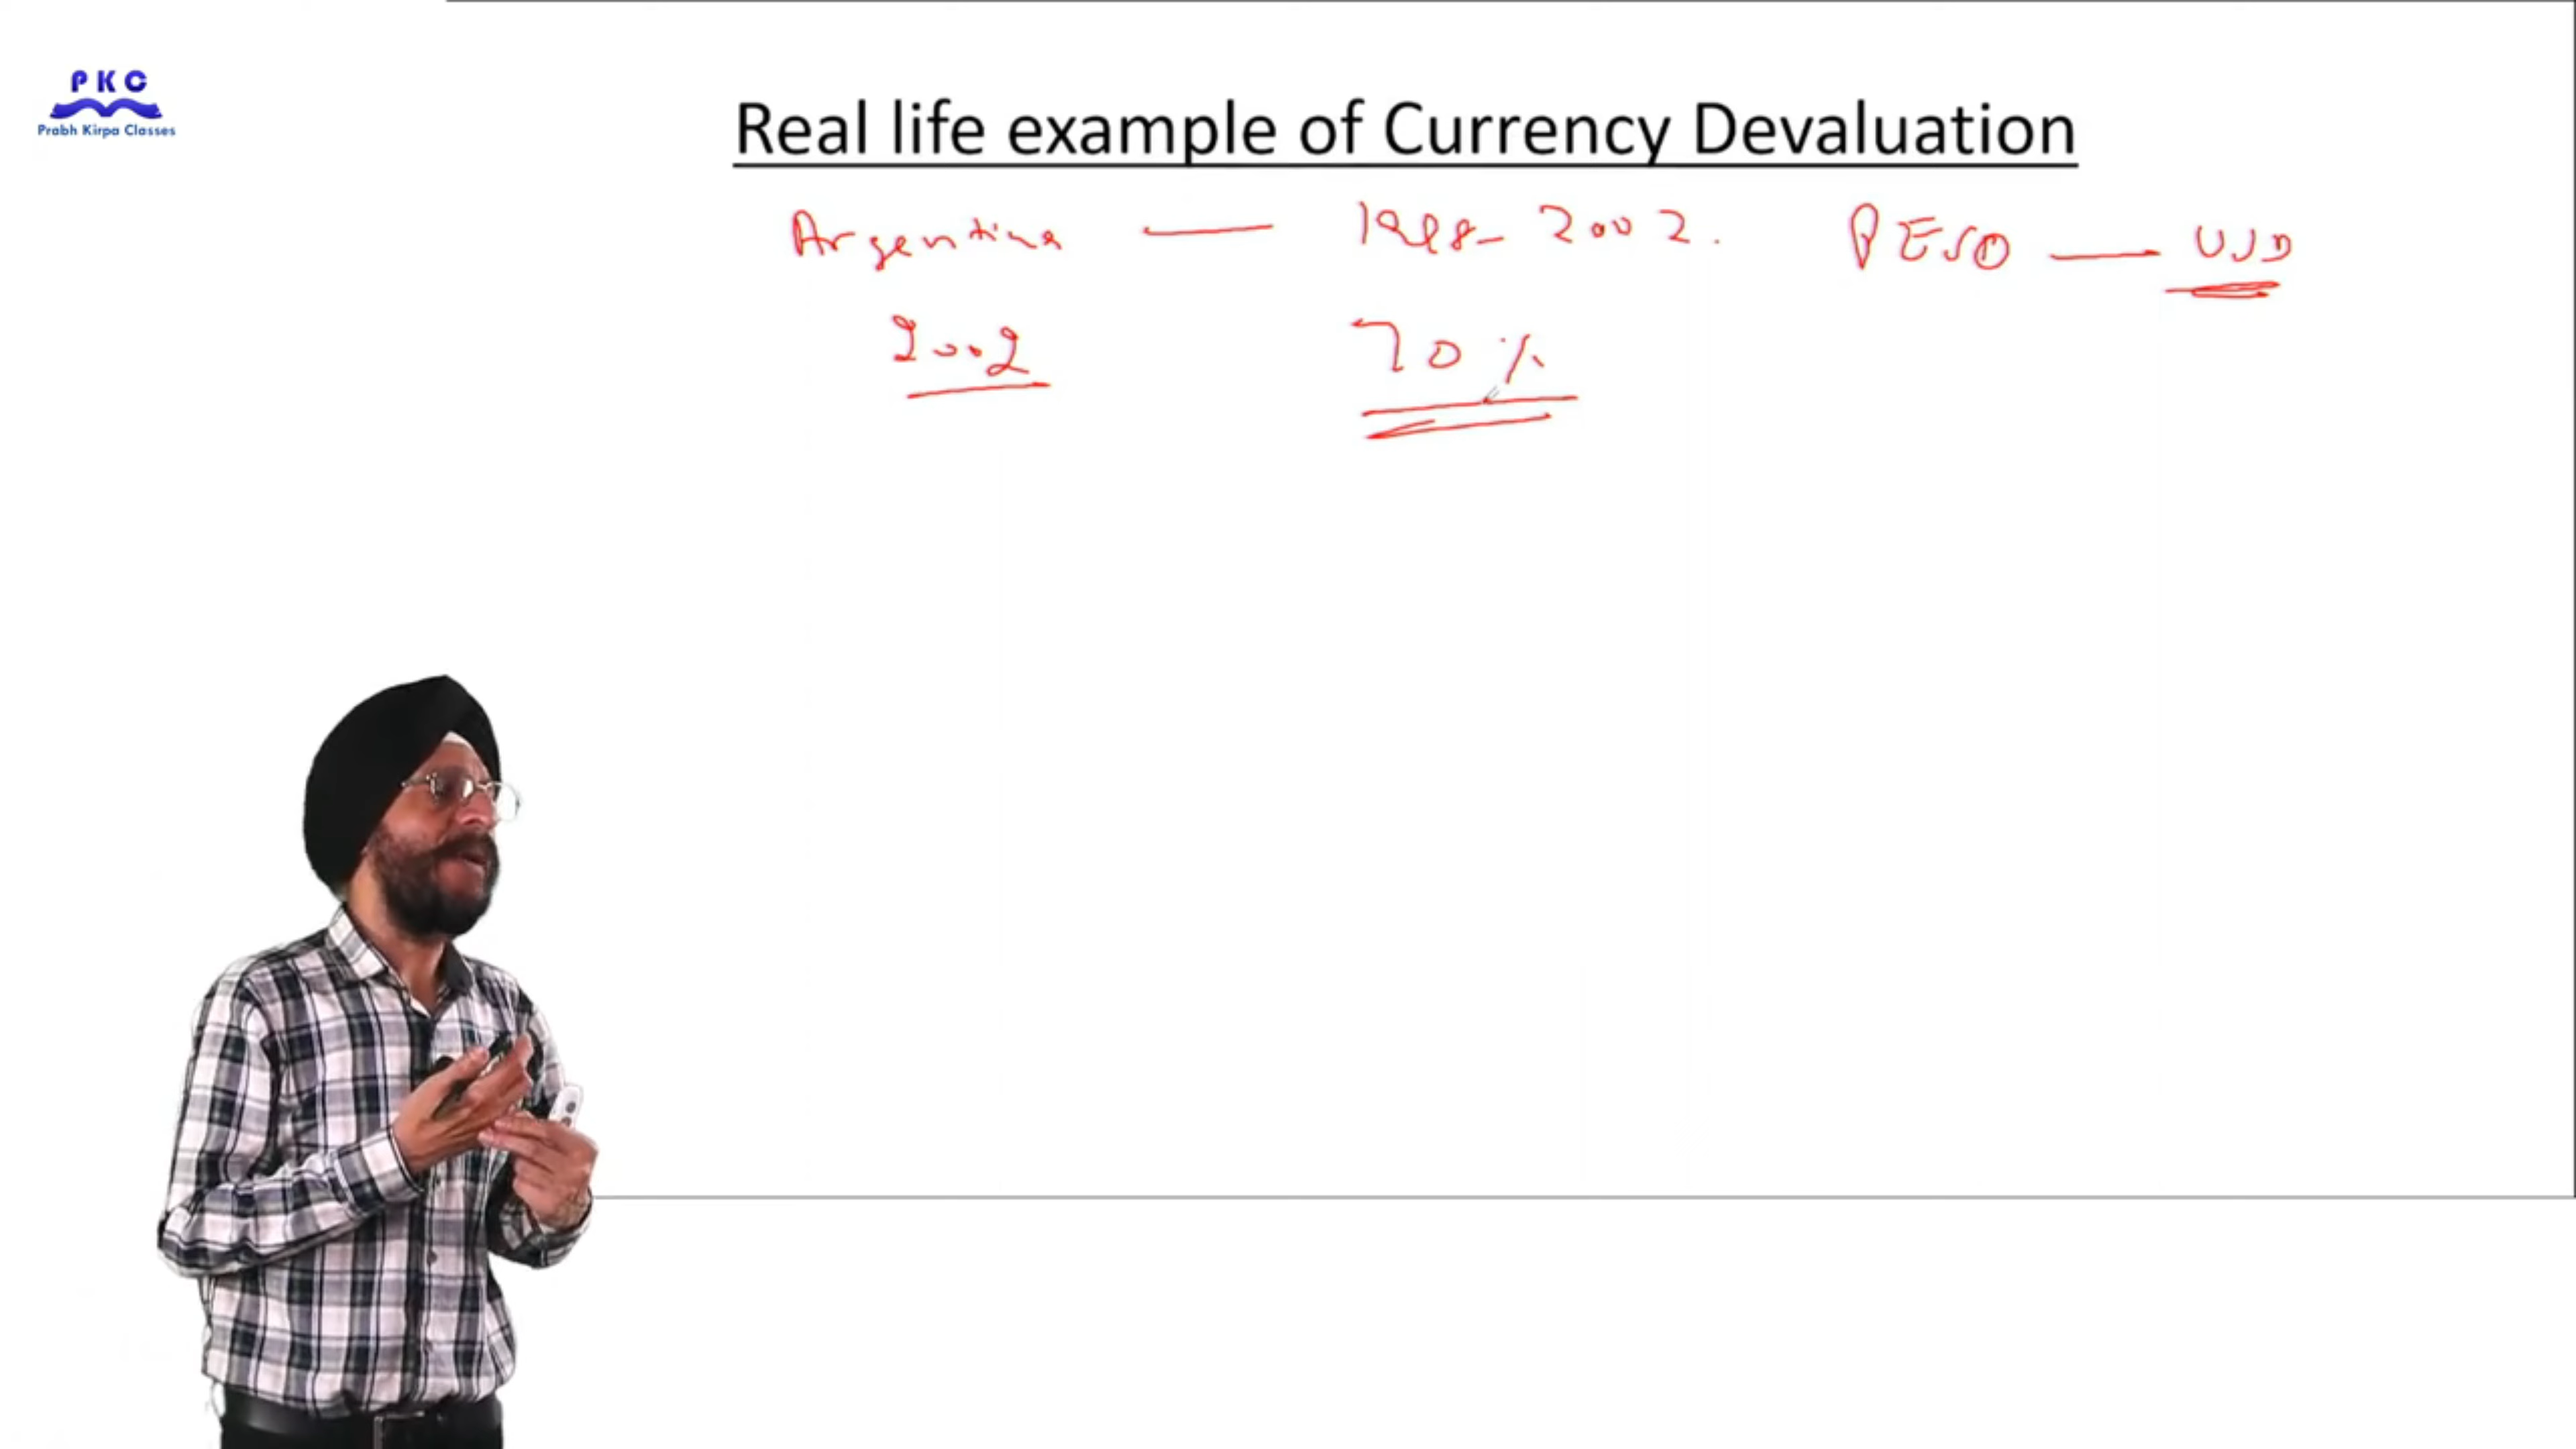 PKC
Prabh Kirpa Classes
Real life example of Currency Devaluation
Argentina — 1998-2002. PESO — USD
2002 70%